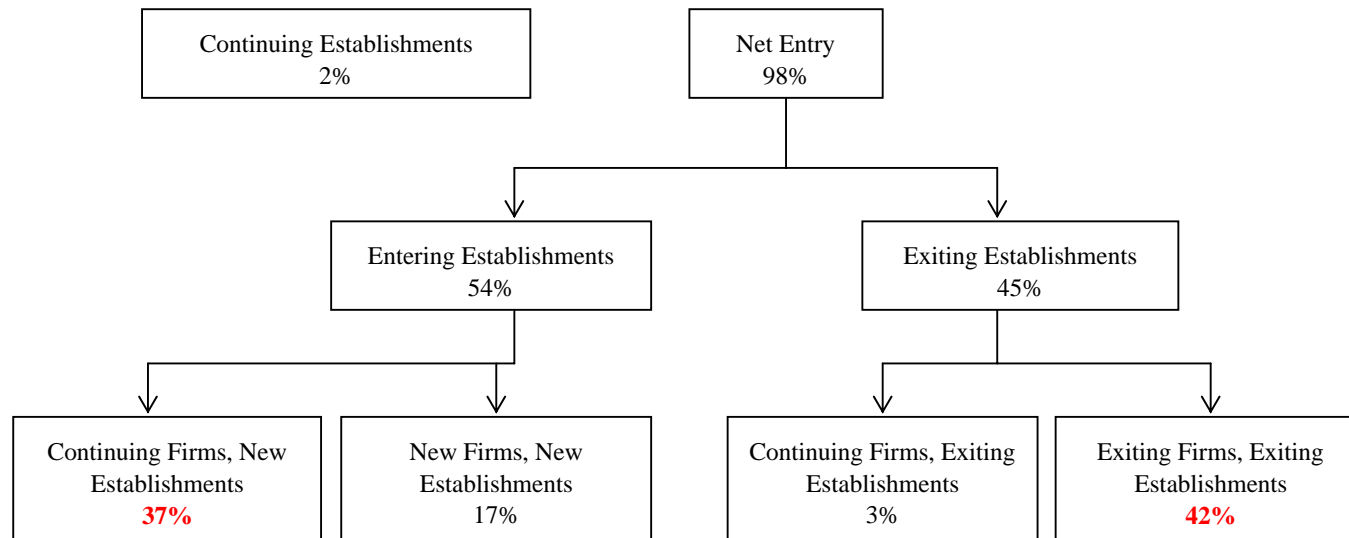 Continuing Establishments
2%
Net Entry
98%
Entering Establishments
54%
Exiting Establishments
45%
Continuing Firms, New
Establishments
37%
New Firms, New
Establishments
17%
Continuing Firms, Exiting
Establishments
3%
Exiting Firms, Exiting
Establishments
42%